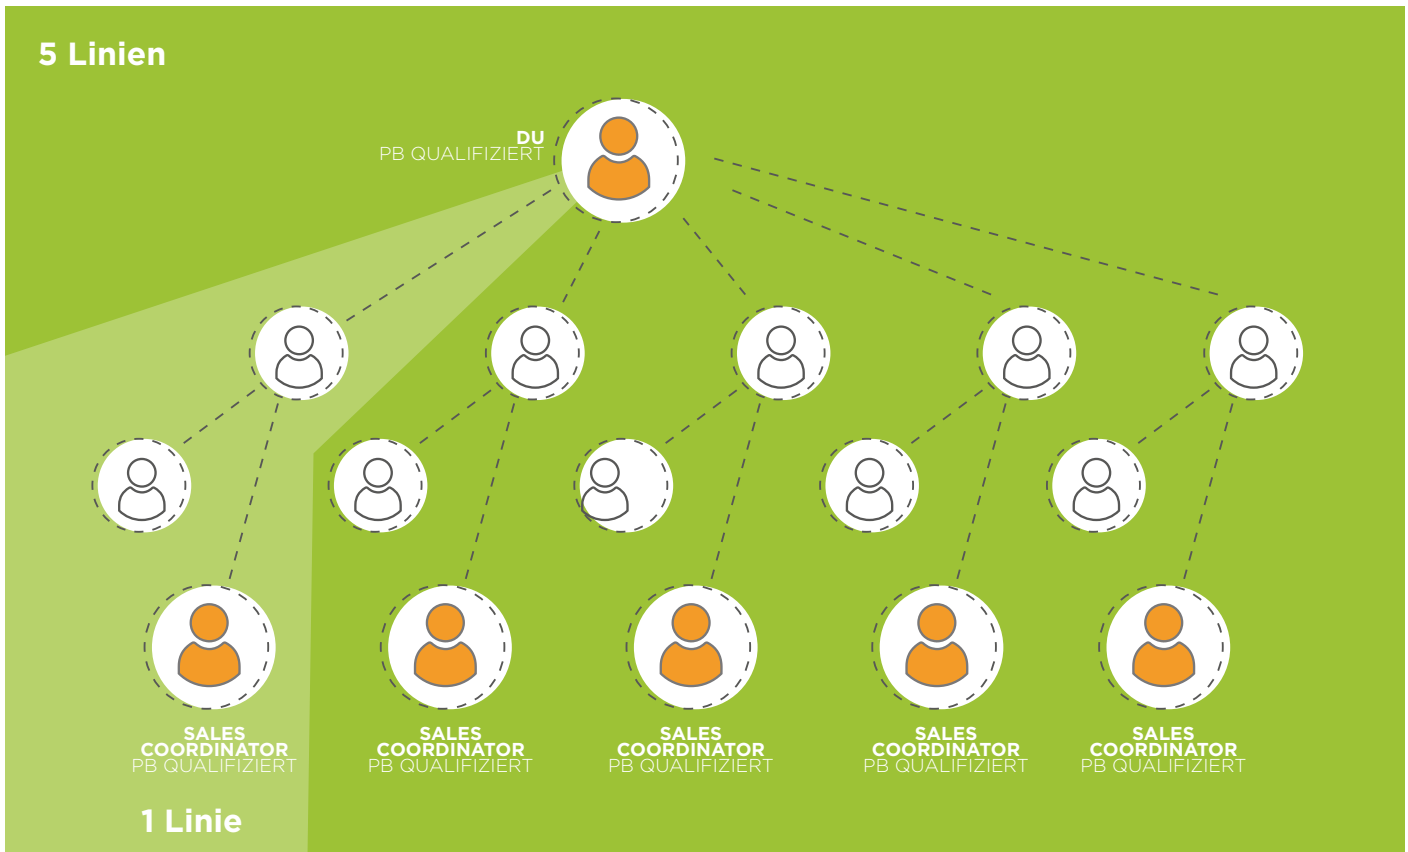 5 Linien
DU
PB QUALIFIZIERT
SALES
COORDINATOR
PB QUALIFIZIERT
SALES
COORDINATOR
PB QUALIFIZIERT
SALES
COORDINATOR
PB QUALIFIZIERT
SALES
COORDINATOR
PB QUALIFIZIERT
SALES
COORDINATOR
PB QUALIFIZIERT
1 Linie